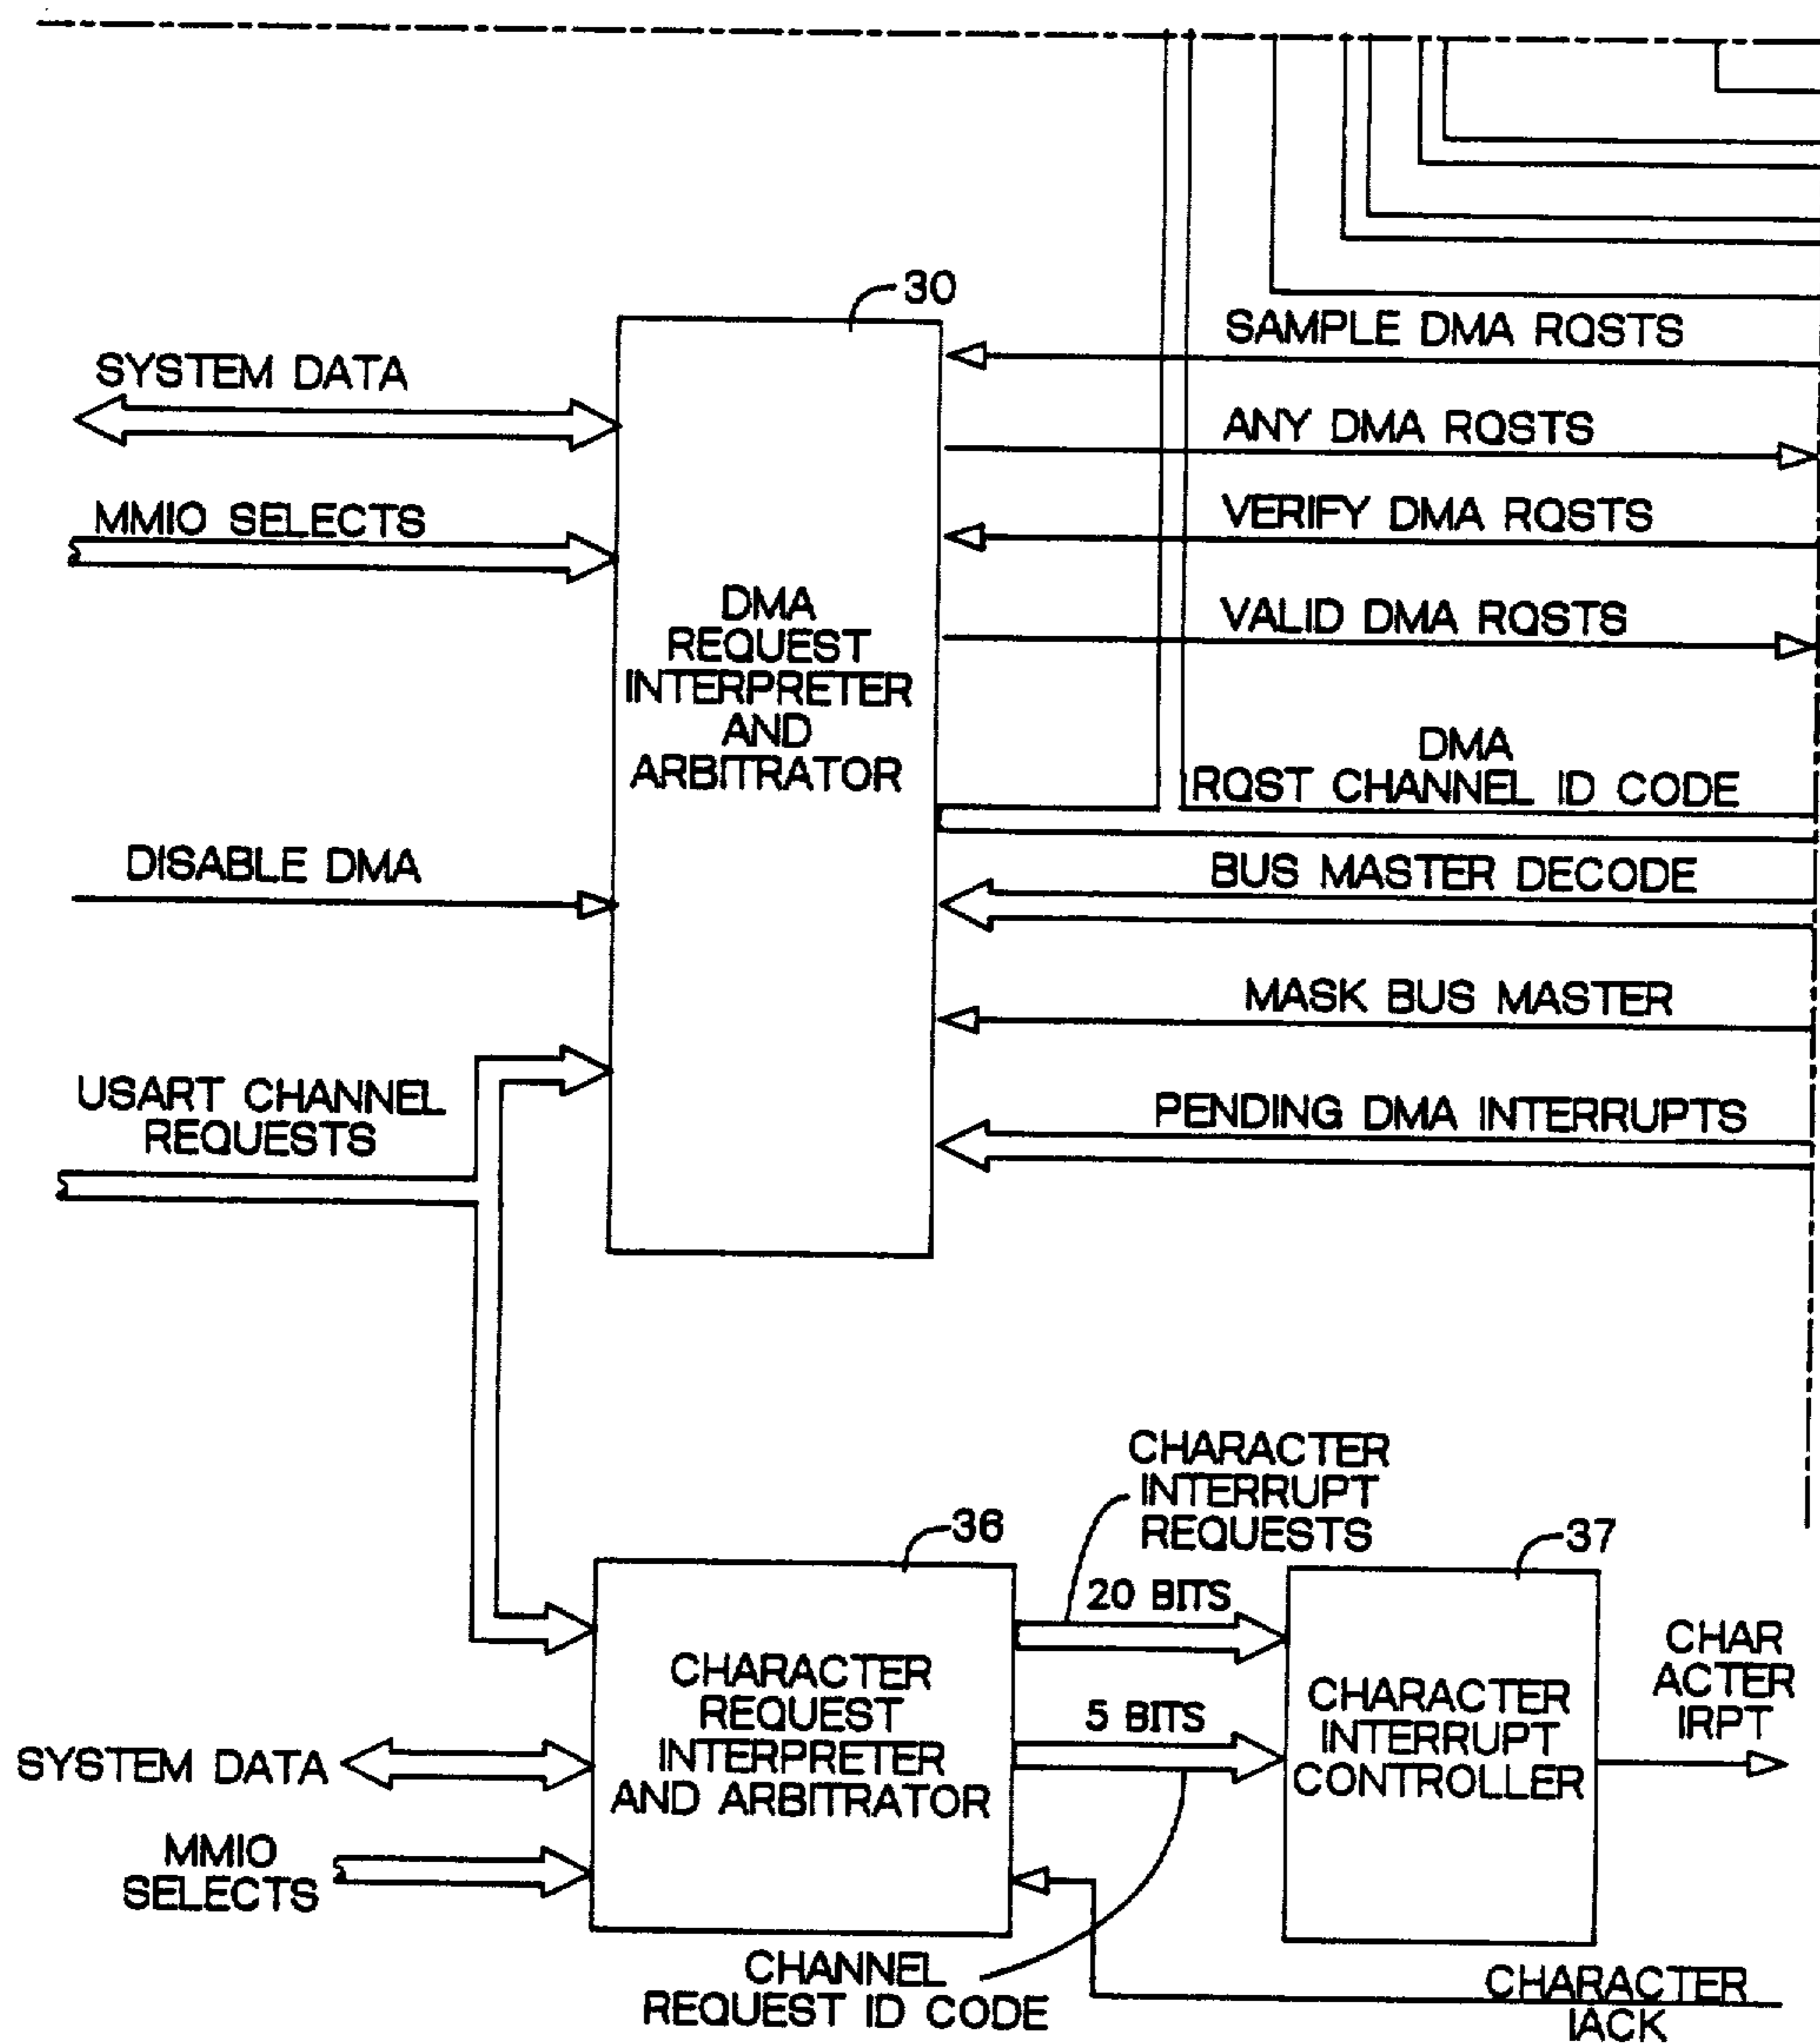 30
SYSTEM DATA
SAMPLE DMA RQSTS
ANY DMA RQSTS
MMIO SELECTS
VERIFY DMA RQSTS
VALID DMA RQSTS
DMA
REQUEST
INTERPRETER
AND
ARBITRATOR
DMA
RQST CHANNEL ID CODE
DISABLE DMA
BUS MASTER DECODE
MASK BUS MASTER
USART CHANNEL
REQUESTS
PENDING DMA INTERRUPTS
CHARACTER
INTERRUPT
REQUESTS
36
37
20 BITS
CHARACTER
REQUEST
INTERPRETER
AND ARBITRATOR
5 BITS
CHARACTER
INTERRUPT
CONTROLLER
CHAR
ACTER
IRPT
SYSTEM DATA
MMIO
SELECTS
CHANNEL
REQUEST ID CODE
CHARACTER
IACK